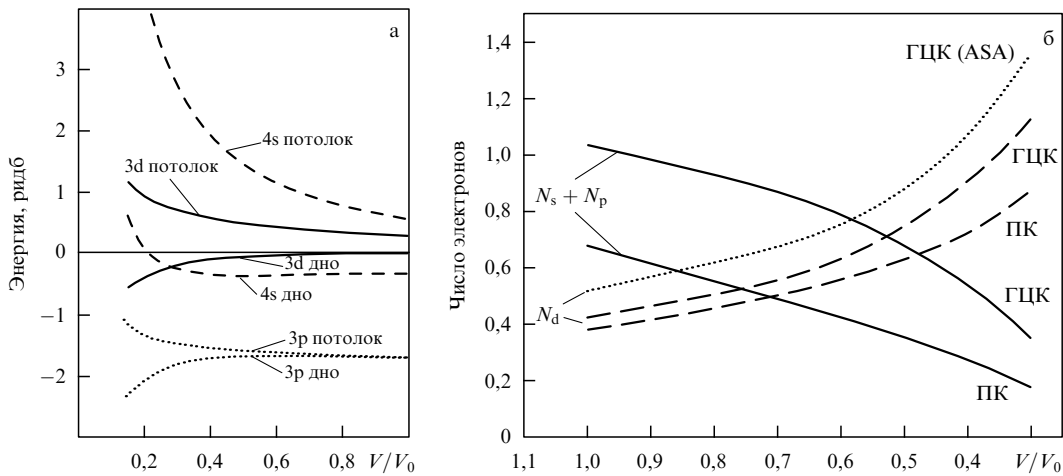 а
Энергия, ридб
3
2
1
0
−1
−2
4s потолок
3d потолок
3d дно
4s дно
3p потолок
3p дно
0,2
0,4
0,6
0,8
V/V₀
б
Число электронов
1,4
1,2
1,0
0,8
0,6
0,4
0,2
0
ГЦК (ASA)
ГЦК
Nₛ + Nₚ
ПК
N_d
ГЦК
ПК
1,1
1,0
0,9
0,8
0,7
0,6
0,5
0,4
V/V₀